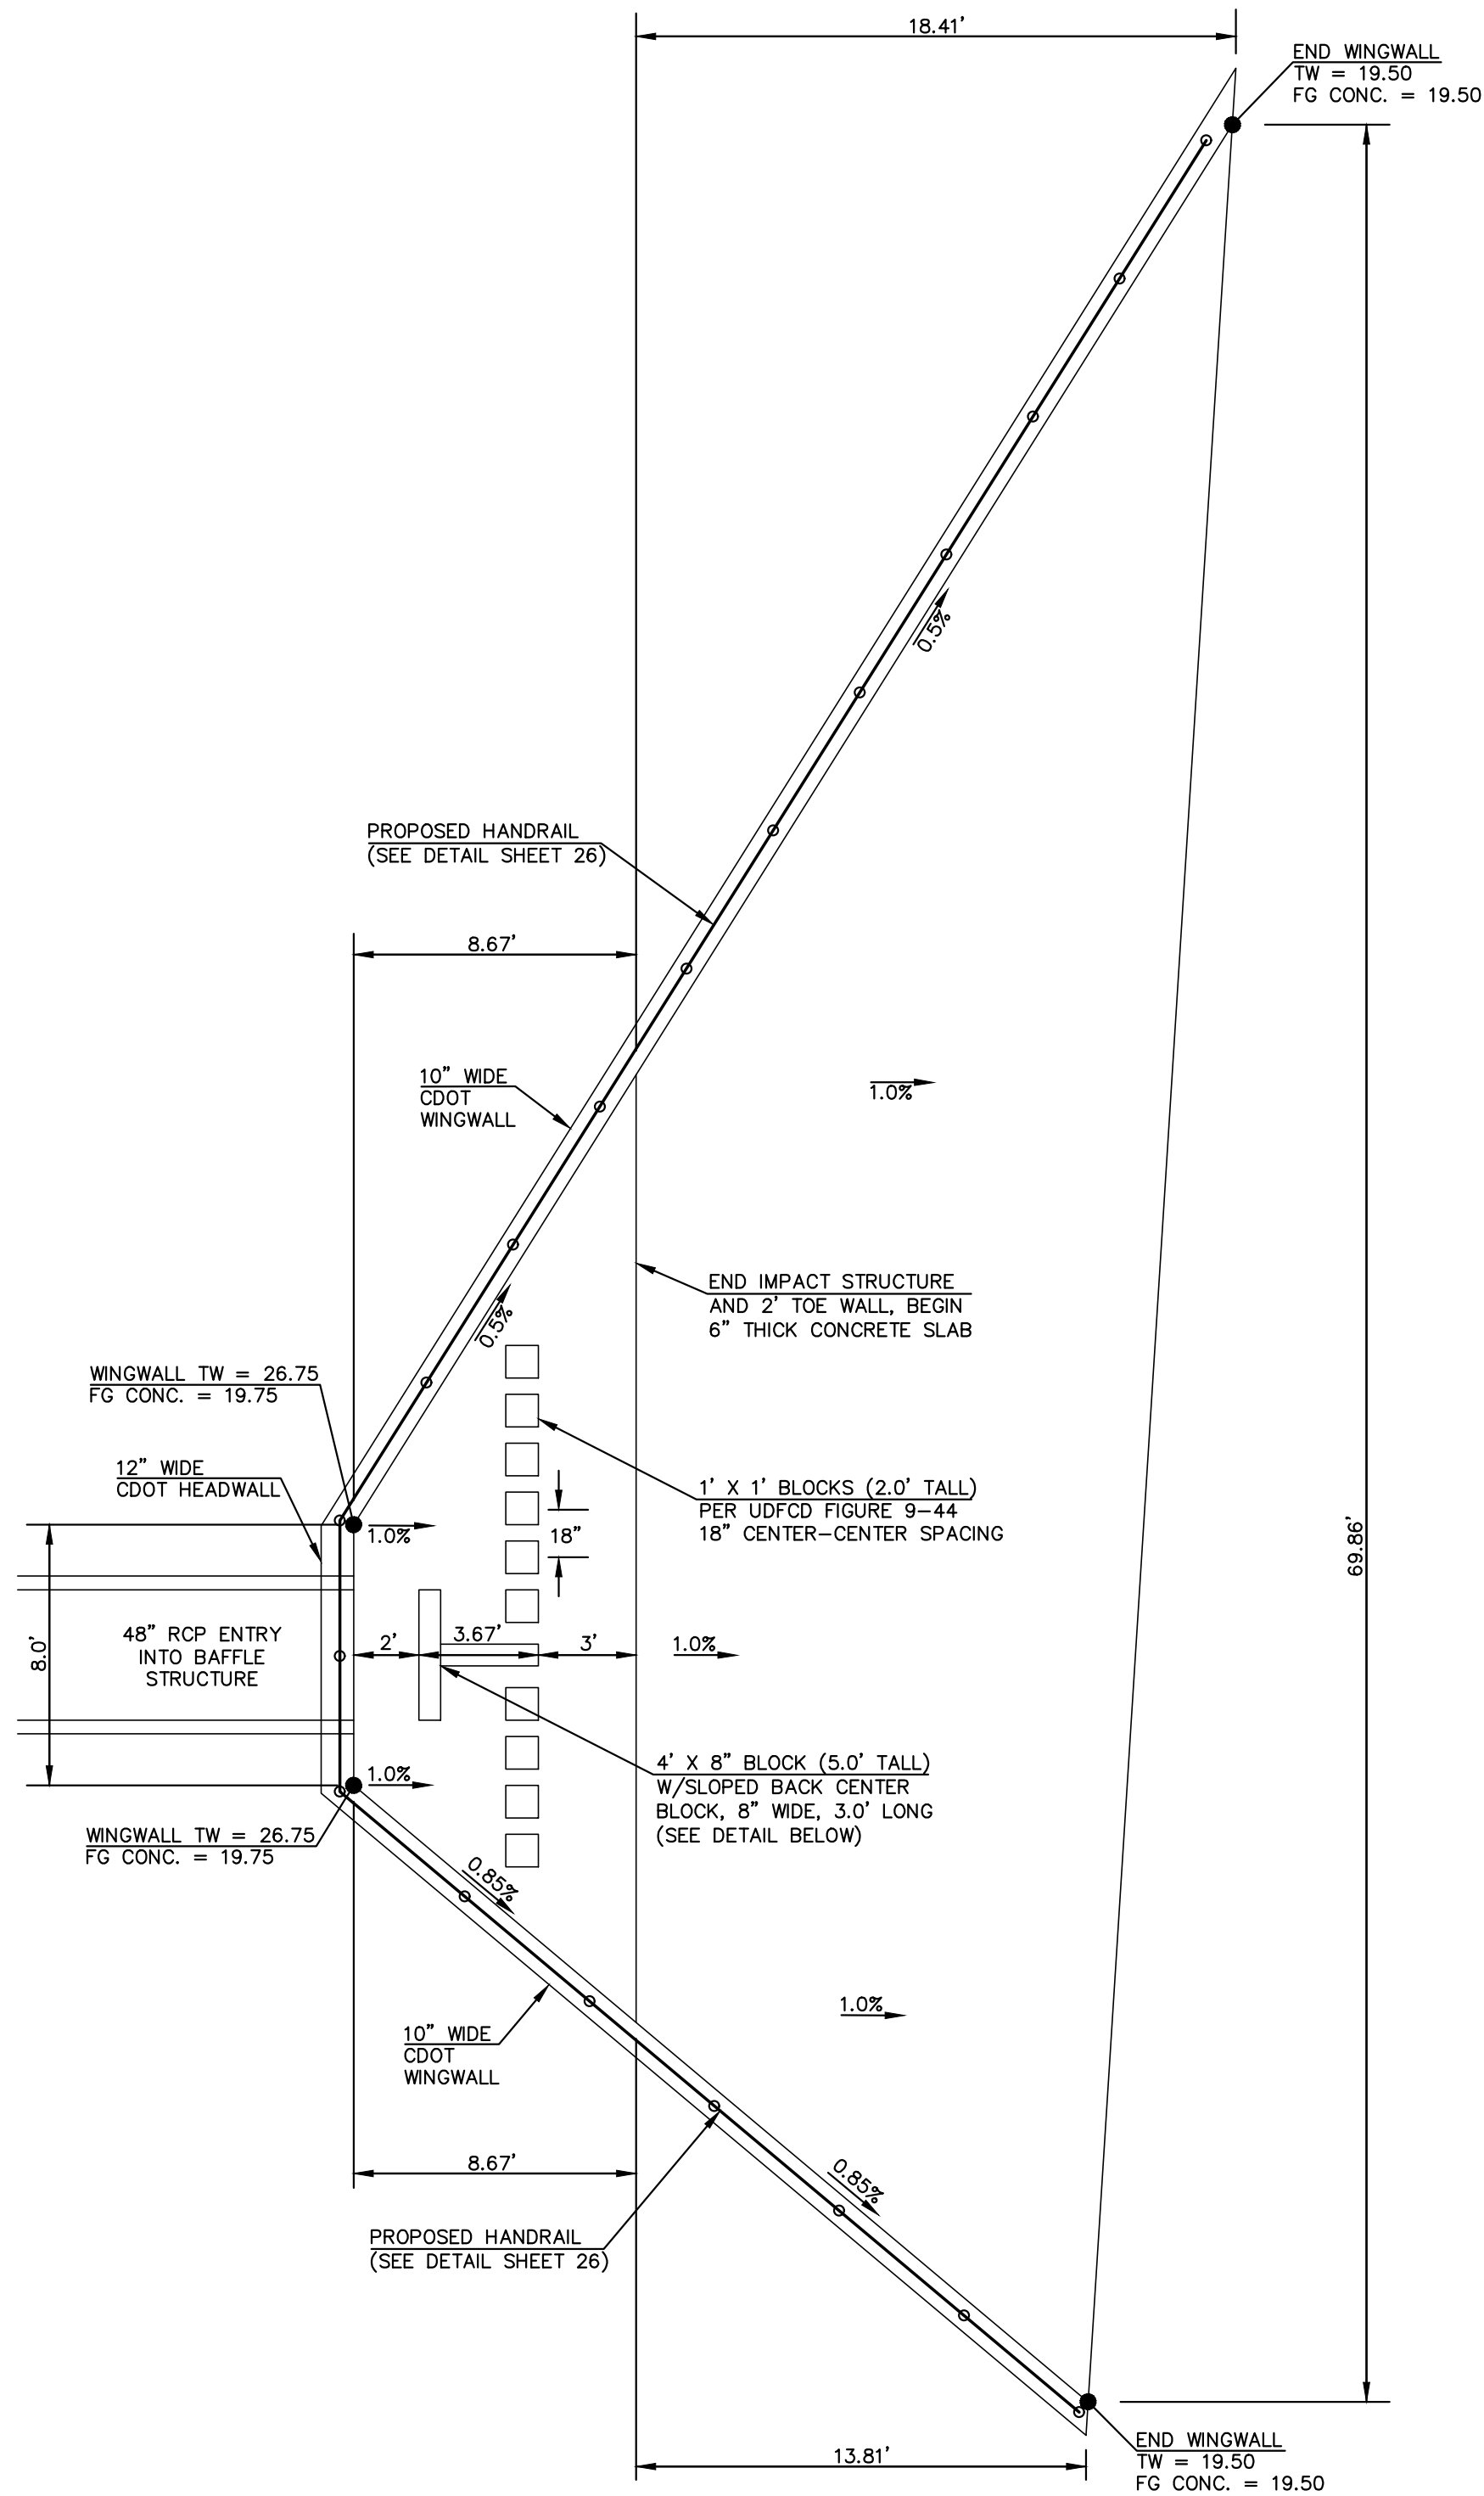 18.41'
END WINGWALL
TW = 19.50
FG CONC. = 19.50
0.5%
PROPOSED HANDRAIL
(SEE DETAIL SHEET 26)
8.67'
10" WIDE
CDOT
WINGWALL
1.0%
END IMPACT STRUCTURE
AND 2' TOE WALL, BEGIN
6" THICK CONCRETE SLAB
0.5%
WINGWALL TW = 26.75
FG CONC. = 19.75
12" WIDE
CDOT HEADWALL
1' X 1' BLOCKS (2.0' TALL)
PER UDFCD FIGURE 9-44
18" CENTER-CENTER SPACING
1.0%
18"
69.86'
8.0'
48" RCP ENTRY
INTO BAFFLE
STRUCTURE
2'
3.67'
3'
1.0%
1.0%
4' X 8" BLOCK (5.0' TALL)
W/SLOPED BACK CENTER
BLOCK, 8" WIDE, 3.0' LONG
(SEE DETAIL BELOW)
WINGWALL TW = 26.75
FG CONC. = 19.75
0.85%
1.0%
10" WIDE
CDOT
WINGWALL
8.67'
0.85%
PROPOSED HANDRAIL
(SEE DETAIL SHEET 26)
13.81'
END WINGWALL
TW = 19.50
FG CONC. = 19.50